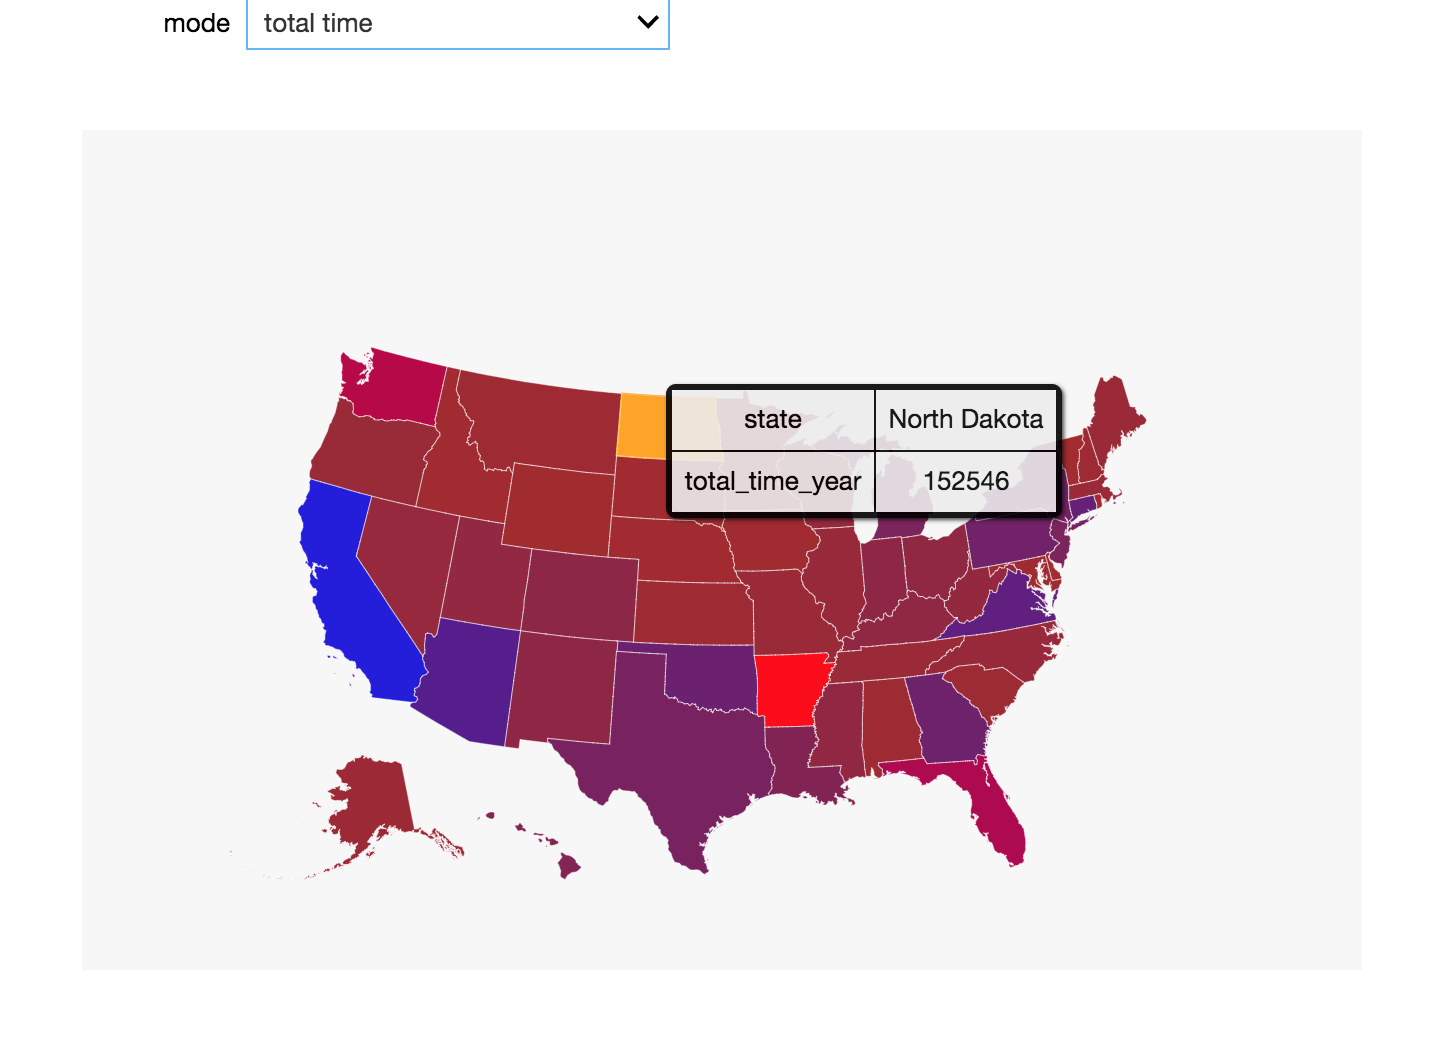 mode total time
state North Dakota
total_time_year 152546